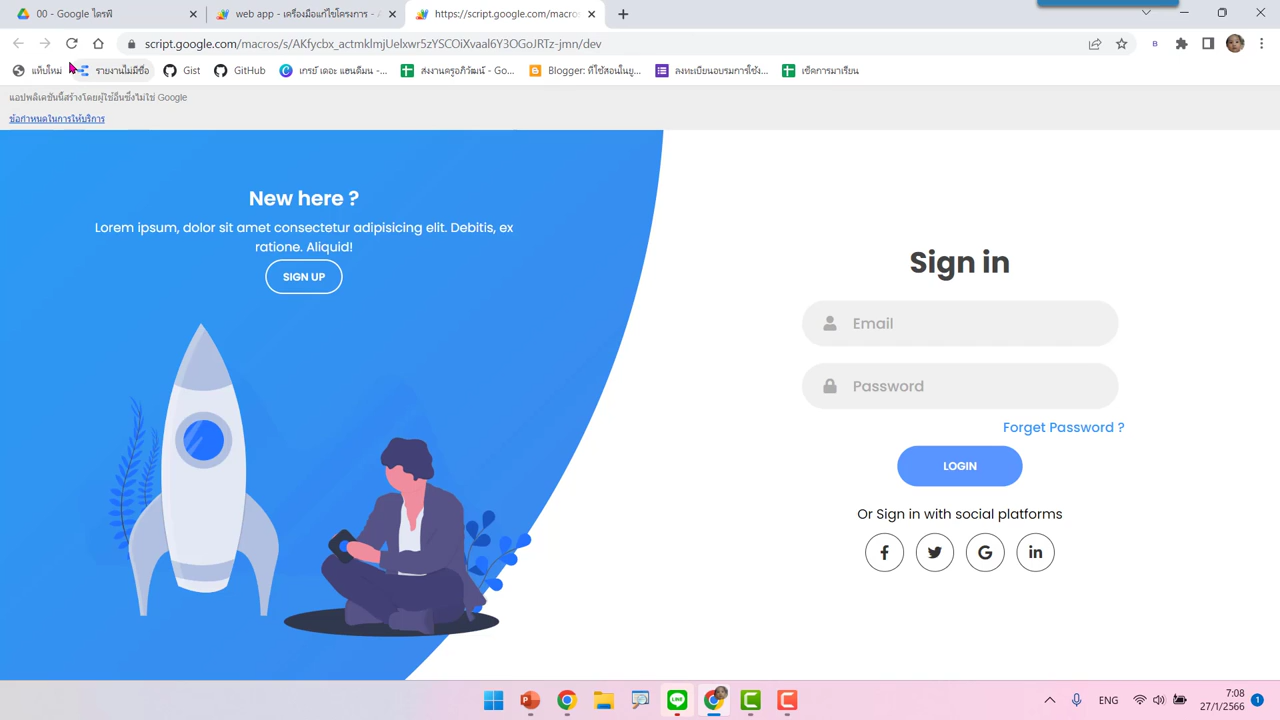 00 - Google ไดรฟ์
web app - เครื่องมือแก้ไขโครงการ -
https://script.google.com/macros
script.google.com/macros/s/AKfycbx_actmklmjUelxwr5zYSCOiXvaal6Y3OGoJRTz-jmn/dev
แท็บใหม่
รายงานไม่มีชื่อ
Gist
GitHub
เกรย์ เดอะ แฮนดีมัน -...
ส่งงานครูอภิวัฒน์ - Go...
Blogger: ที่ใช้สอนในยู...
ลงทะเบียนอบรมการใช้ง...
เช็คการมาเรียน
แอปพลิเคชันนี้สร้างโดยผู้ใช้อื่นซึ่งไม่ใช่ Google
ข้อกำหนดในการให้บริการ
New here ?
Lorem ipsum, dolor sit amet consectetur adipisicing elit. Debitis, ex
ratione. Aliquid!
SIGN UP
Sign in
Email
Password
Forget Password ?
LOGIN
Or Sign in with social platforms
ENG
7:08
27/1/2566